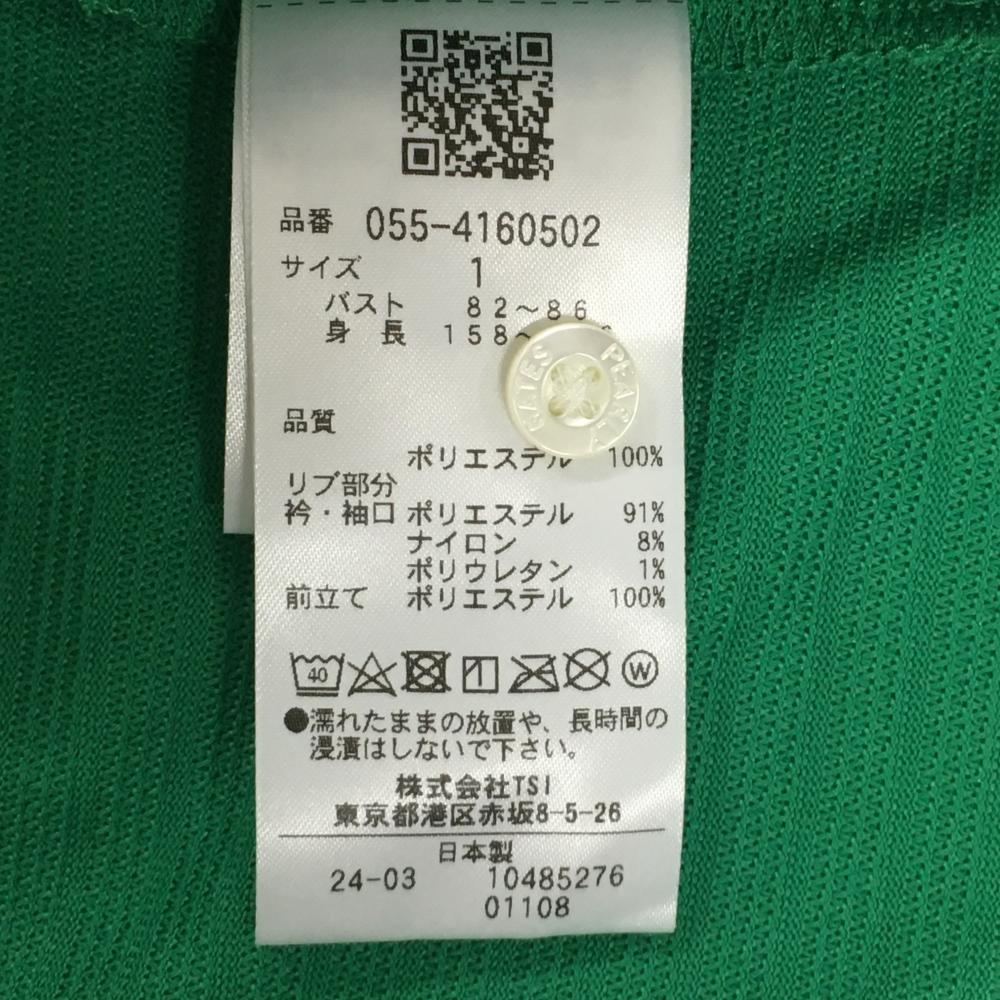 品番 055-4160502
サイズ 1
バスト 82～86
身長 158～
PEARLY GATES
品質
ポリエステル 100%
リブ部分
衿・袖口 ポリエステル 91%
ナイロン 8%
ポリウレタン 1%
前立て ポリエステル 100%
40
W
●濡れたままの放置や、長時間の
浸漬はしないで下さい。
株式会社TSI
東京都港区赤坂8-5-26
日本製
24-03 10485276
01108